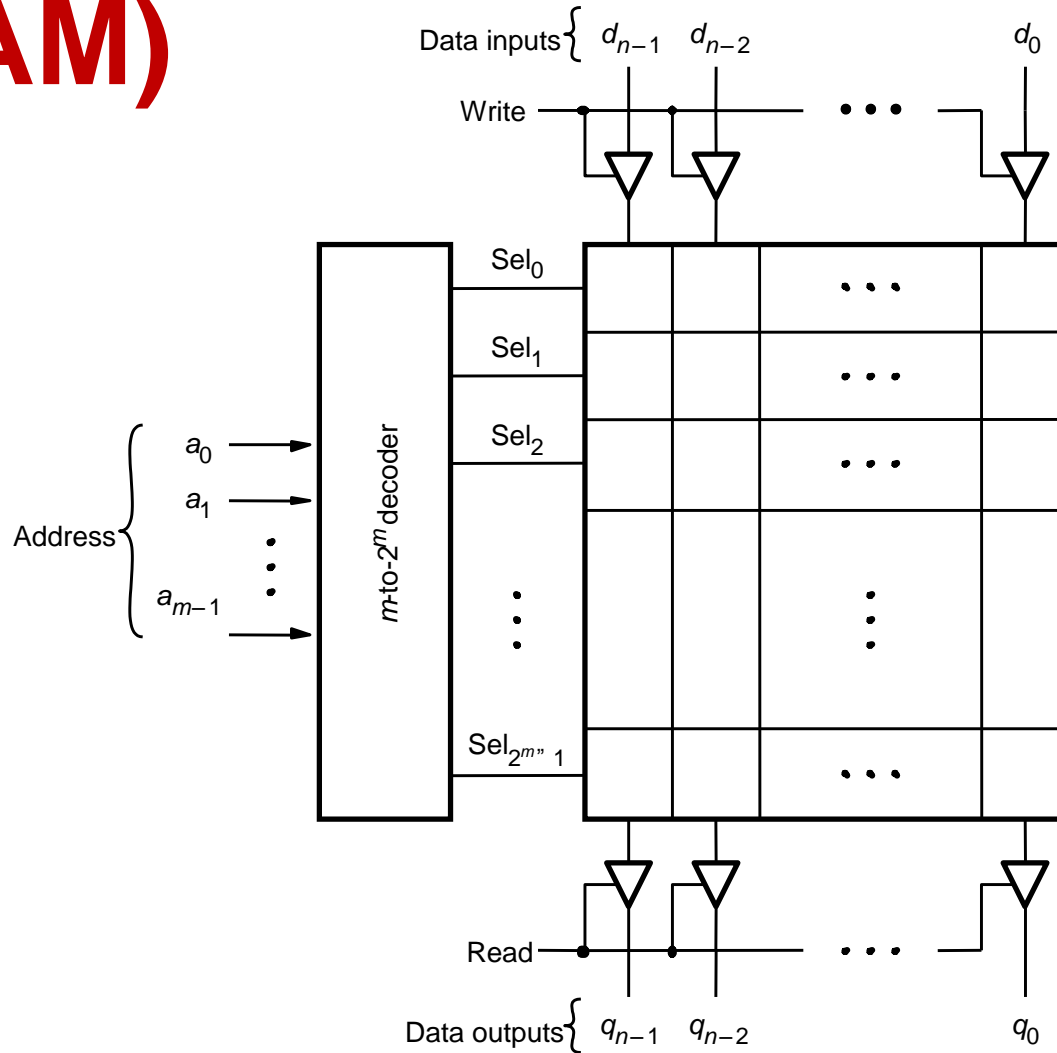 AM)
Data inputs { d_{n–1} d_{n–2} d_0
Write
Sel_0
Sel_1
Sel_2
a_0
a_1
Address
a_{m–1}
m-to-2^m decoder
Sel_{2^m" 1}
Read
Data outputs { q_{n–1} q_{n–2} q_0